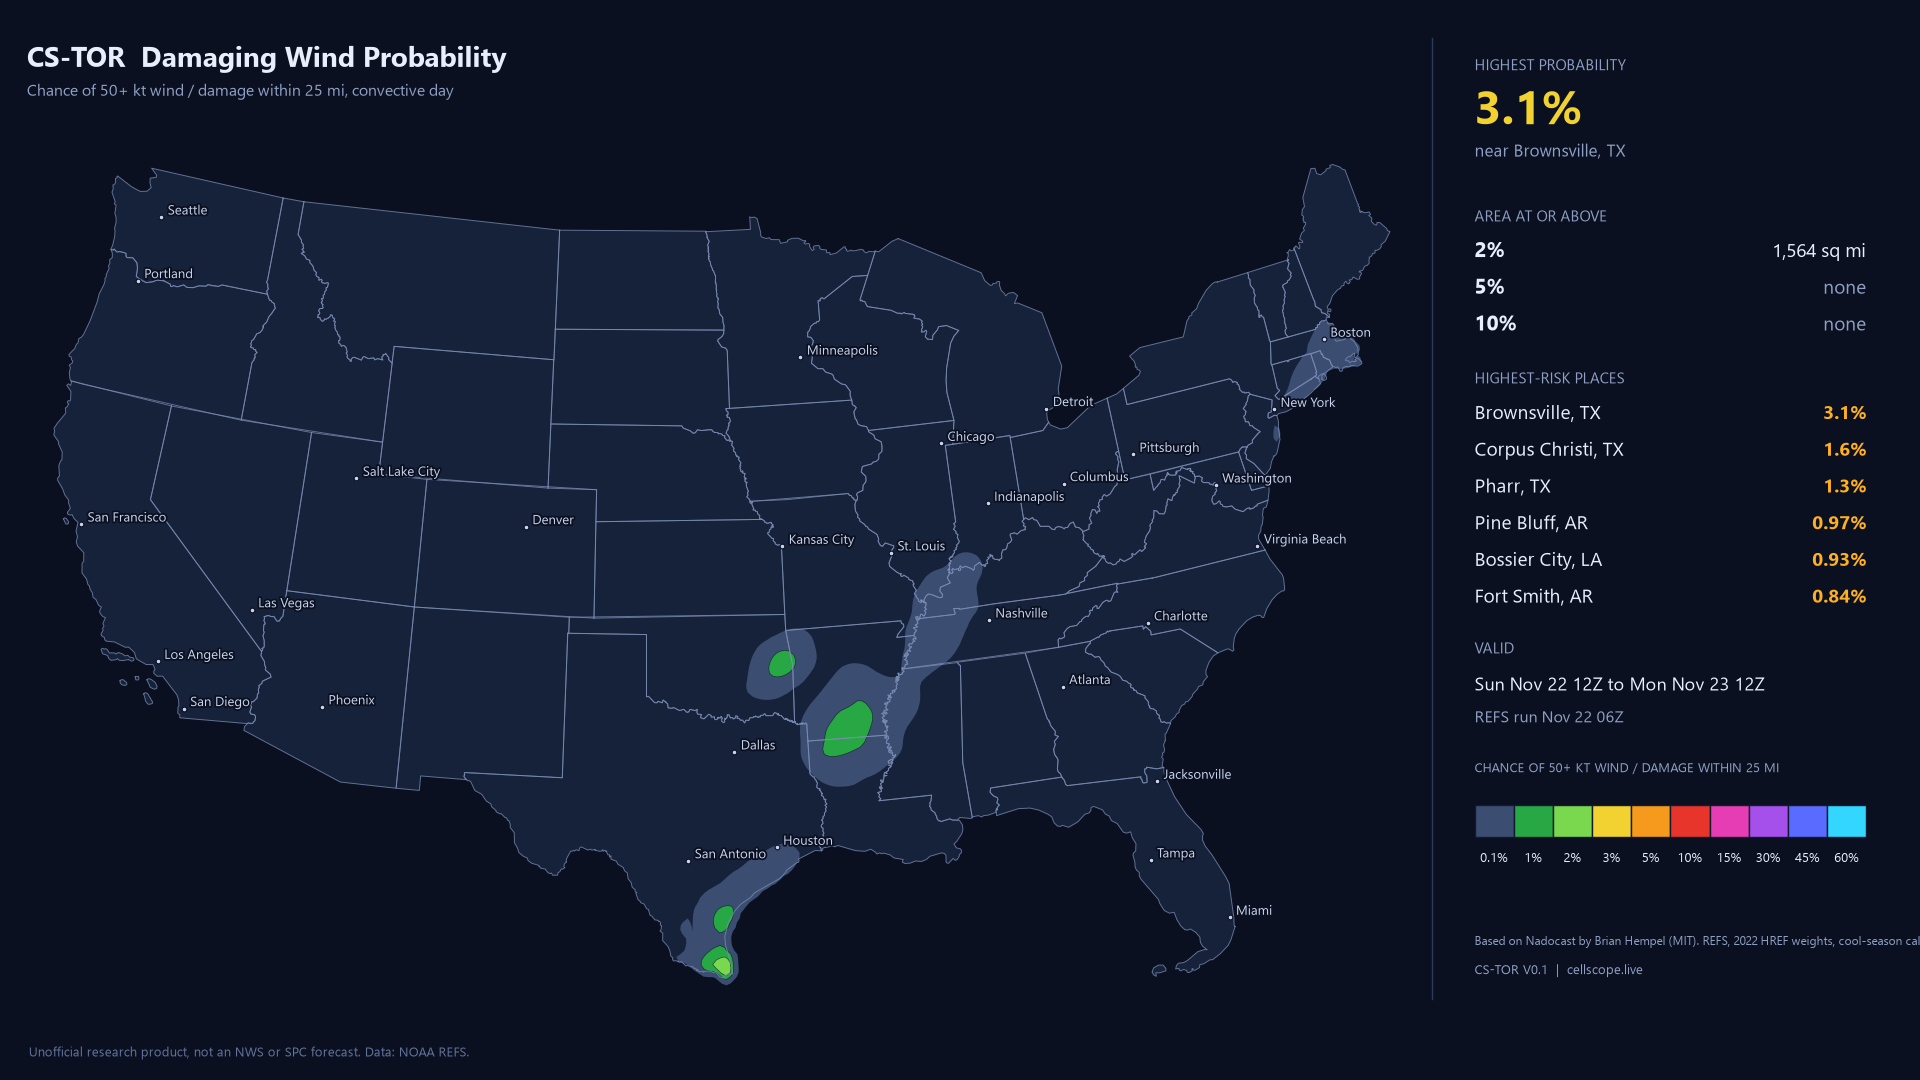 CS-TOR  Damaging Wind Probability
Chance of 50+ kt wind / damage within 25 mi, convective day
Seattle
Portland
Minneapolis
Boston
Detroit
New York
Chicago
Pittsburgh
Salt Lake City
Columbus
Washington
Indianapolis
San Francisco
Denver
Kansas City
St. Louis
Virginia Beach
Las Vegas
Nashville
Charlotte
Los Angeles
Atlanta
San Diego
Phoenix
Dallas
Jacksonville
Houston
San Antonio
Tampa
Miami
HIGHEST PROBABILITY
3.1%
near Brownsville, TX
AREA AT OR ABOVE
2% 1,564 sq mi
5% none
10% none
HIGHEST-RISK PLACES
Brownsville, TX 3.1%
Corpus Christi, TX 1.6%
Pharr, TX 1.3%
Pine Bluff, AR 0.97%
Bossier City, LA 0.93%
Fort Smith, AR 0.84%
VALID
Sun Nov 22 12Z to Mon Nov 23 12Z
REFS run Nov 22 06Z
CHANCE OF 50+ KT WIND / DAMAGE WITHIN 25 MI
0.1% 1% 2% 3% 5% 10% 15% 30% 45% 60%
Based on Nadocast by Brian Hempel (MIT). REFS, 2022 HREF weights, cool-season cal
CS-TOR V0.1 | cellscope.live
Unofficial research product, not an NWS or SPC forecast. Data: NOAA REFS.